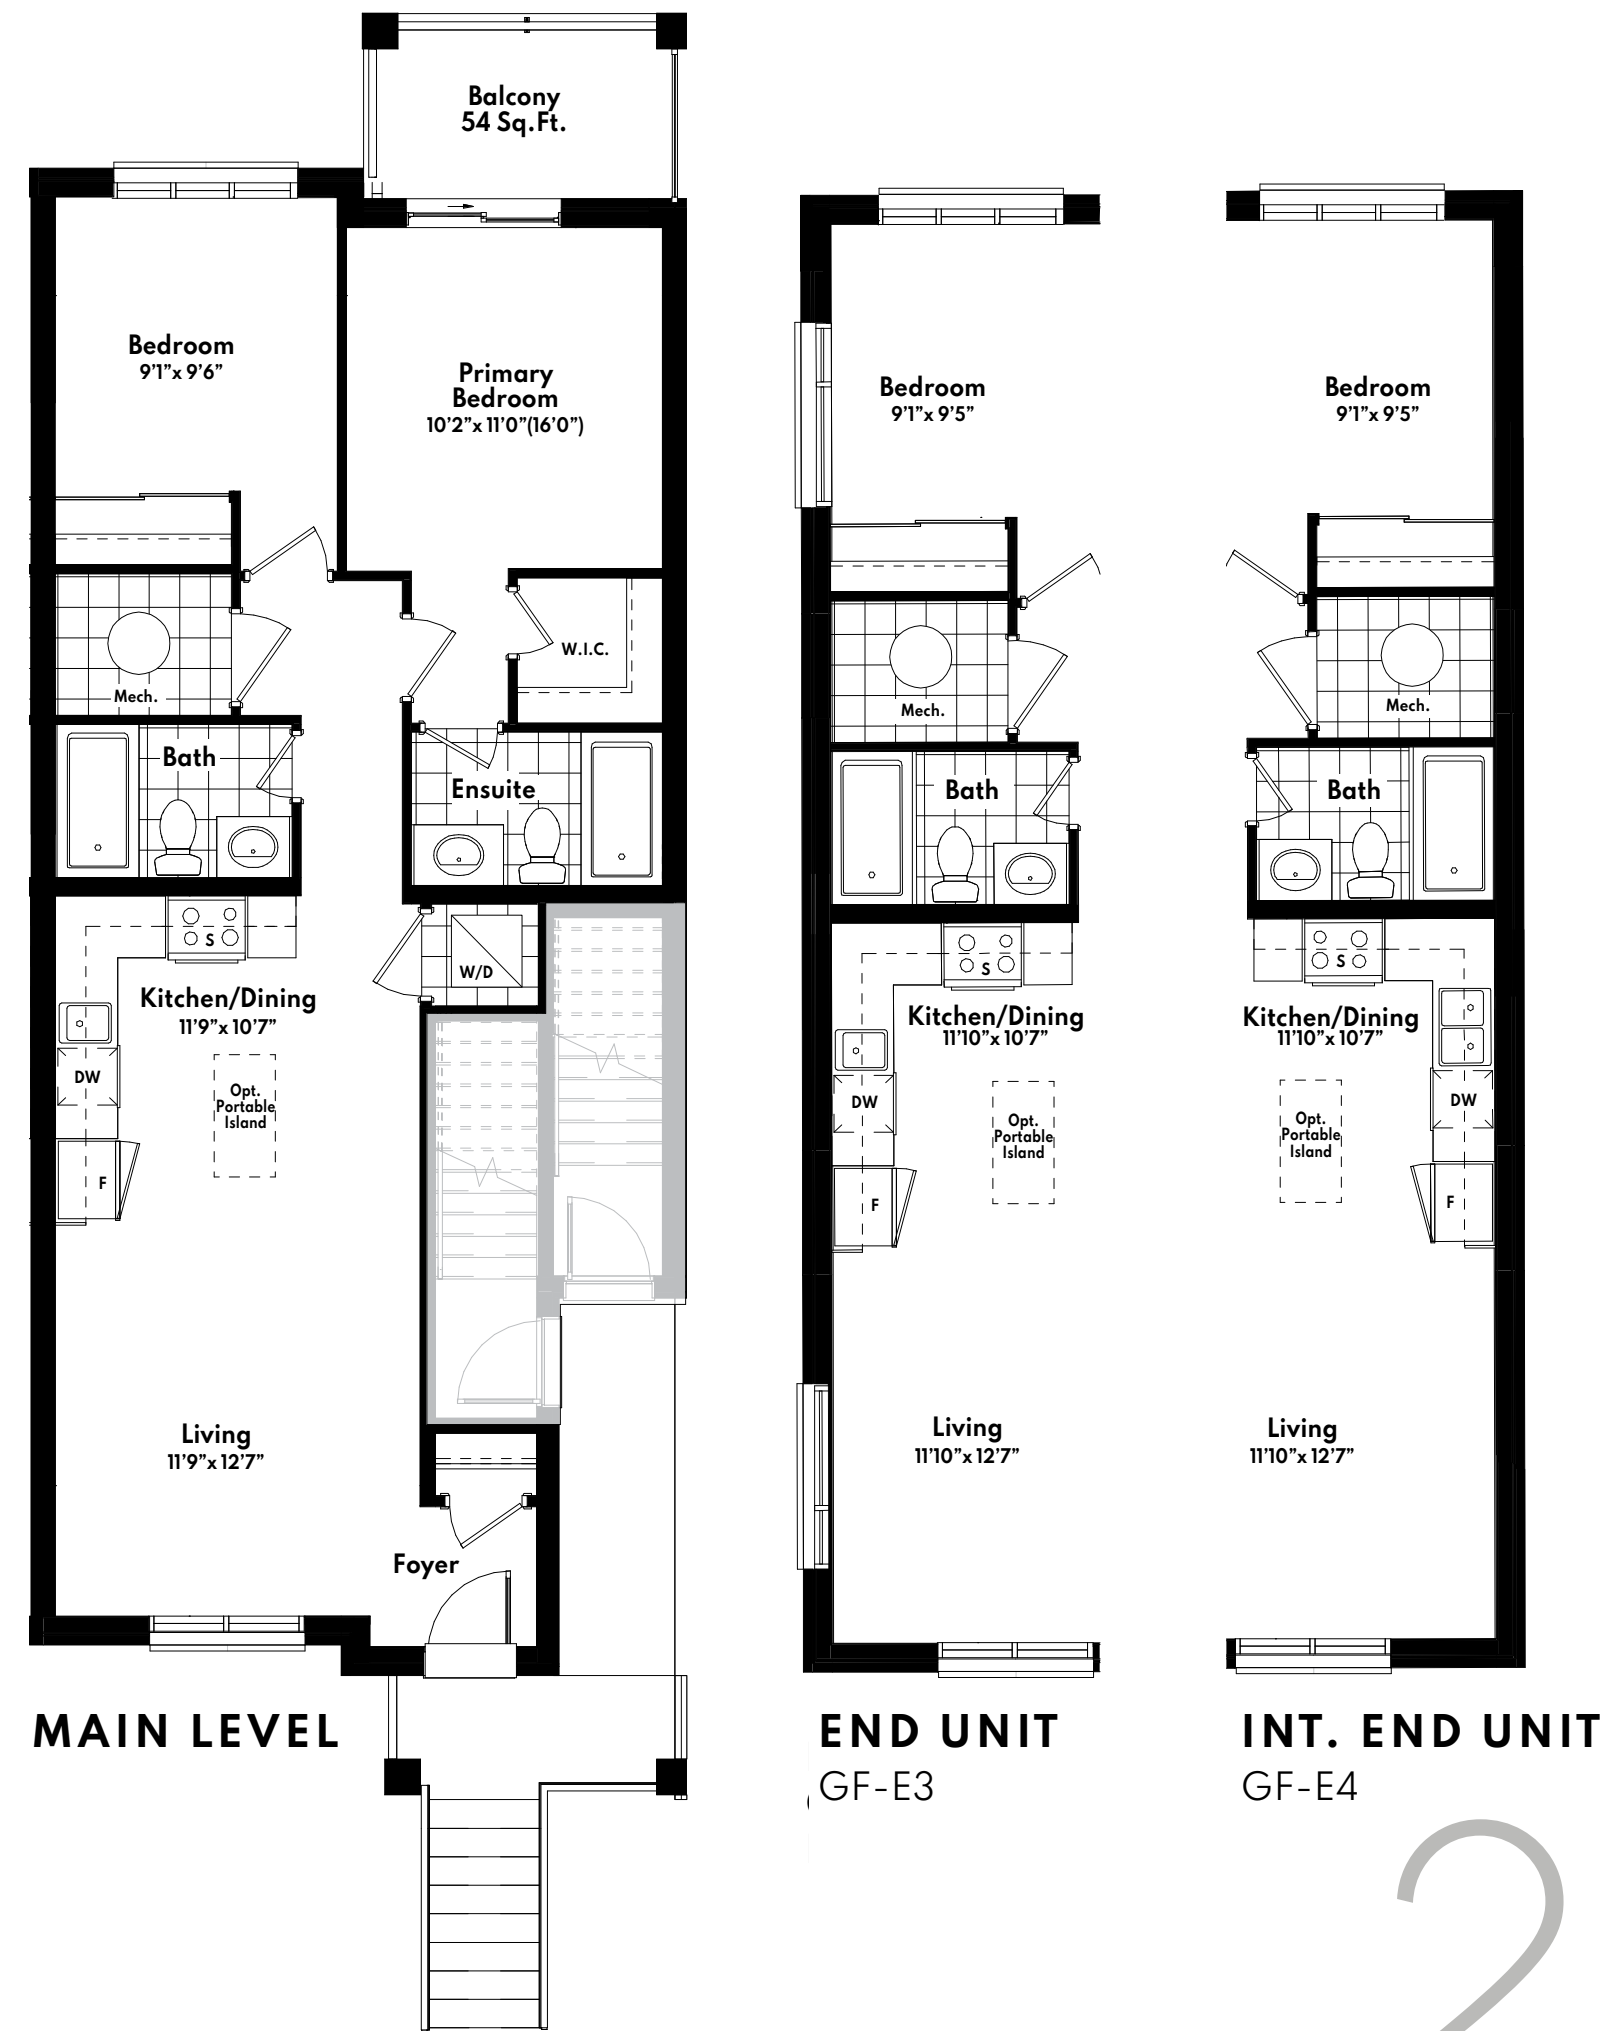 Balcony
54 Sq.Ft.
Bedroom
9’1”x 9’6”
Primary
Bedroom
10’2”x 11’0”(16’0”)
W.I.C.
Mech.
Bath
Ensuite
S
W/D
Kitchen/Dining
11’9”x 10’7”
DW
Opt.
Portable
Island
F
Living
11’9”x 12’7”
Foyer
MAIN LEVEL
Bedroom
9’1”x 9’5”
Mech.
Bath
S
Kitchen/Dining
11’10”x 10’7”
DW
Opt.
Portable
Island
F
Living
11’10”x 12’7”
END UNIT
GF-E3
Bedroom
9’1”x 9’5”
Mech.
Bath
S
Kitchen/Dining
11’10”x 10’7”
DW
Opt.
Portable
Island
F
Living
11’10”x 12’7”
INT. END UNIT
GF-E4
2